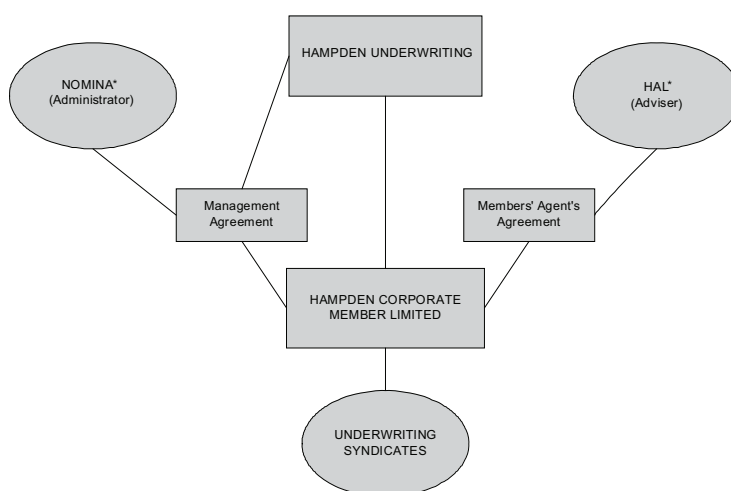 HAMPDEN UNDERWRITING
NOMINA*
(Administrator)
HAL*
(Adviser)
Management
Agreement
Members' Agent's
Agreement
HAMPDEN CORPORATE
MEMBER LIMITED
UNDERWRITING
SYNDICATES